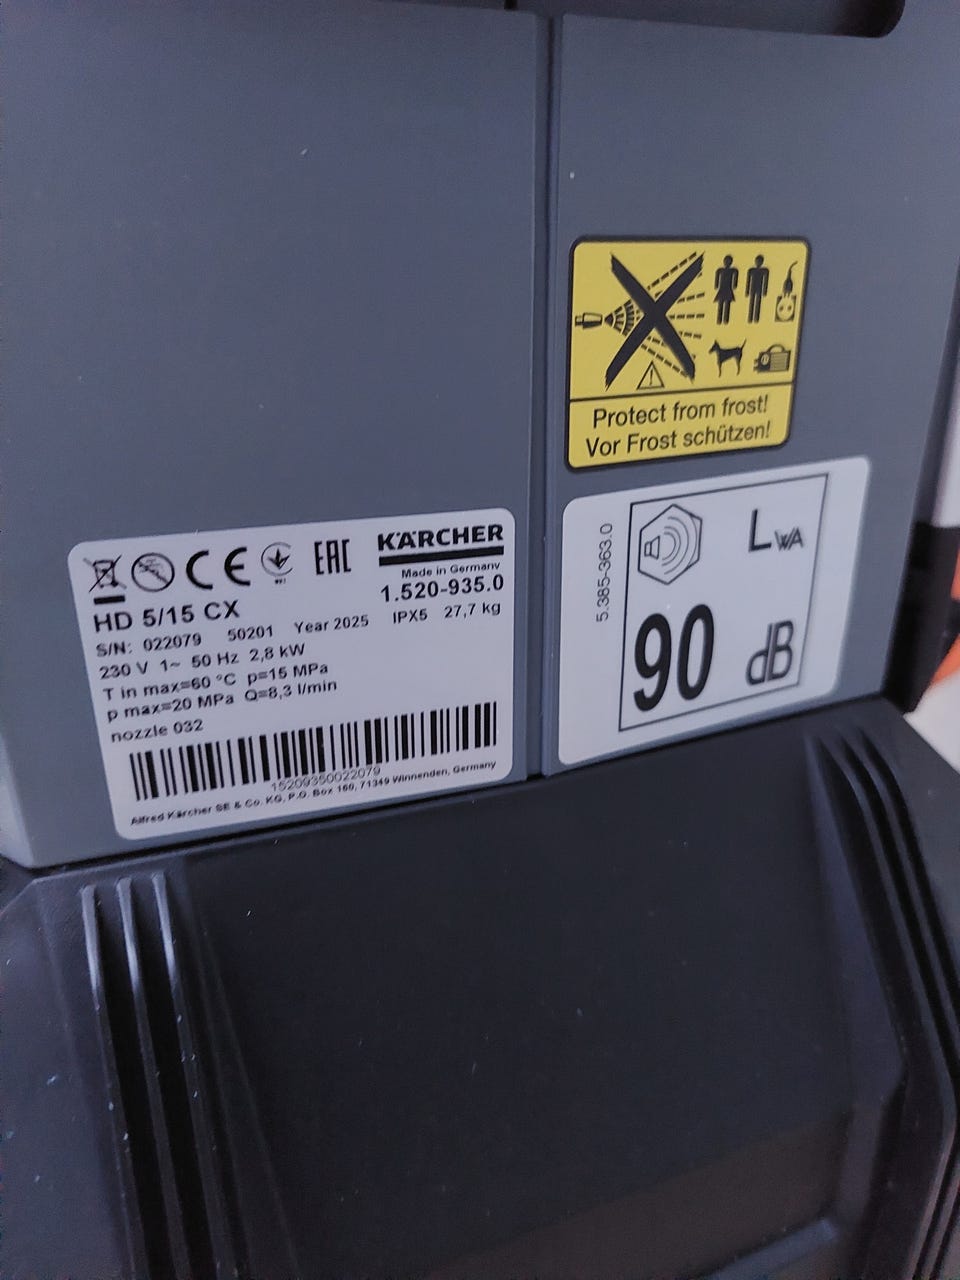 Protect from frost!
Vor Frost schützen!
EAC KÄRCHER
Made in Germany
HD 5/15 CX 1.520-935.0
S/N: 022079 50201 Year 2025 IPX5 27,7 kg
230 V 1~ 50 Hz 2,8 kW
T in max=60 °C p=15 MPa
p max=20 MPa Q=8,3 l/min
nozzle 032
15209350022079
Alfred Kärcher SE & Co. KG, P.O. Box 160, 71349 Winnenden, Germany
5.385-363.0
LWA
90 dB